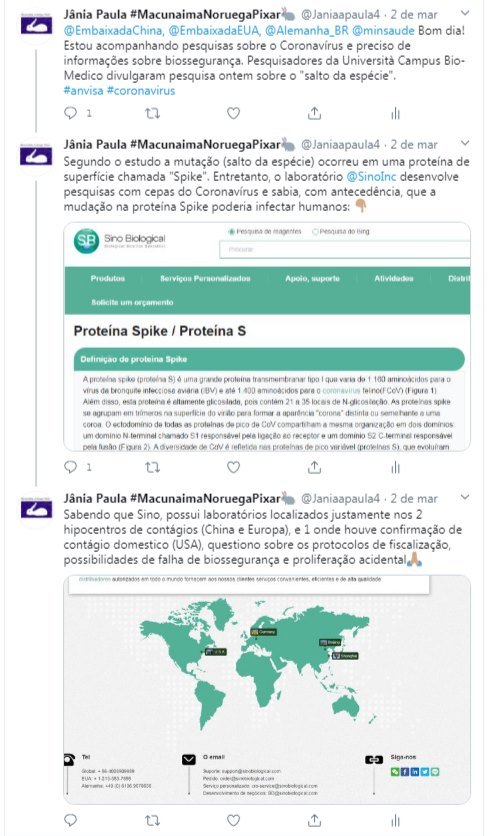 Jânia Paula #MacunaimaNoruegaPixar @Janiaapaula4 · 2 de mar
@EmbaixadaChina, @EmbaixadaEUA, @Alemanha_BR @minsaude Bom dia!
Estou acompanhando pesquisas sobre o Coronavírus e preciso de
informações sobre biossegurança. Pesquisadores da Università Campus Bio-
Medico divulgaram pesquisa ontem sobre o "salto da espécie".
#anvisa #coronavirus
1
Jânia Paula #MacunaimaNoruegaPixar @Janiaapaula4 · 2 de mar
Segundo o estudo a mutação (salto da espécie) ocorreu em uma proteína de
superfície chamada "Spike". Entretanto, o laboratório @SinoInc desenvolve
pesquisas com cepas do Coronavírus e sabia, com antecedência, que a
mudação na proteína Spike poderia infectar humanos:
SB Sino Biological
Biological Solution Specialist
Pesquisa de reagentes Pesquisa do bing
Procurar
Produtos Serviços Personalizados Apoio, suporte Atividades Distri
Solicite um orçamento
Proteína Spike / Proteína S
Definição de proteína Spike
A proteína spike (proteína S) é uma grande proteína transmembranar tipo I que varia de 1.160 aminoácidos para o
vírus da bronquite infecciosa aviária (IBV) e até 1.400 aminoácidos para o coronavírus felino(FCoV) (Figura 1).
Além disso, esta proteína é altamente glicosilada, pois contém 21 a 35 locais de N-glicosilação. As proteínas spike
se agrupam em trímeros na superfície do virião para formar a aparência "corona" distinta ou semelhante a uma
coroa. O ectodomínio de todas as proteínas de pico de CoV compartilham a mesma organização em dois domínios:
um domínio N-terminal chamado S1 responsável pela ligação ao receptor e um domínio S2 C-terminal responsável
pela fusão (Figura 2). A diversidade de CoV é refletida nas proteínas de pico variável (proteínas S), que evoluíram
1
Jânia Paula #MacunaimaNoruegaPixar @Janiaapaula4 · 2 de mar
Sabendo que Sino, possui laboratórios localizados justamente nos 2
hipocentros de contágios (China e Europa), e 1 onde houve confirmação de
contágio domestico (USA), questiono sobre os protocolos de fiscalização,
possibilidades de falha de biossegurança e proliferação acidental
distribuidores autorizados em todo o mundo fornecem aos nossos clientes serviços convenientes, eficientes e de alta qualidade.
U.S.A
Germany
Beijing
Shanghai
Tel
Global: + 86-4008909989
EUA: + 1-215-583-7898
O email
Suporte: support@sinobiological.com
Pedido: order@sinobiological.com
Serviço personalizado: cro-service@sinobiological.com
Desenvolvimento de negócios: BD@sinobiological.com
Siga-nos